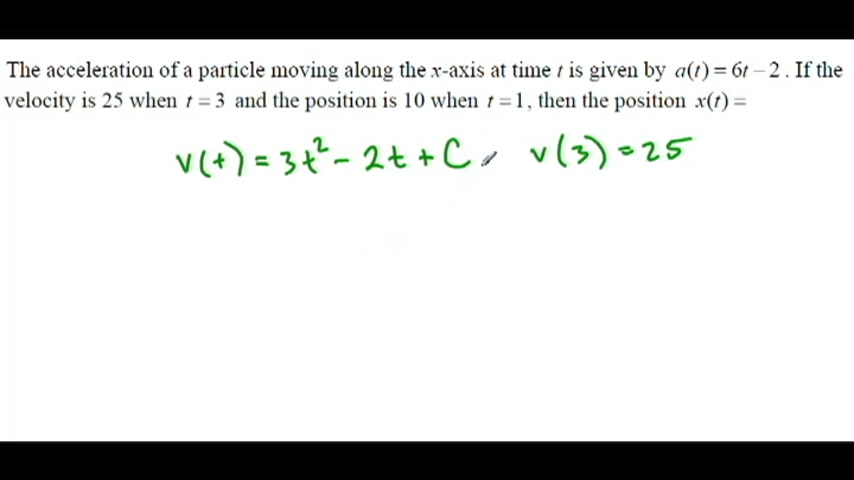 The acceleration of a particle moving along the x-axis at time t is given by a(t) = 6t – 2 . If the
velocity is 25 when t = 3 and the position is 10 when t = 1, then the position x(t) =
v(t) = 3t² - 2t + C, v(3) = 25